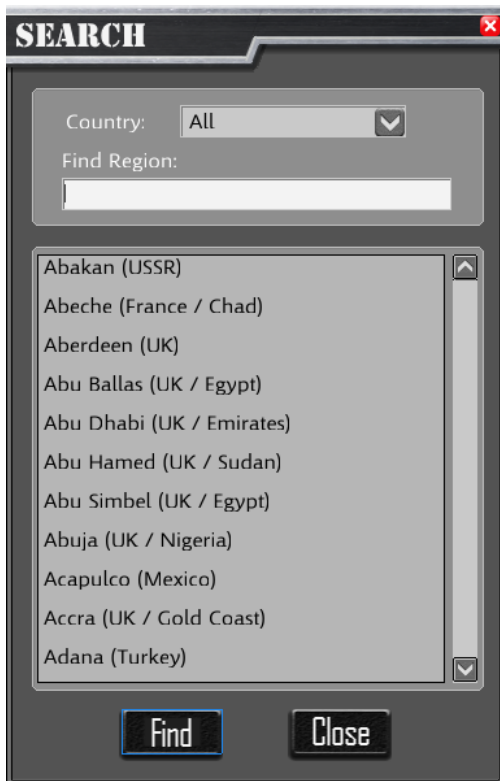 SEARCH
Country: All
Find Region:
Abakan (USSR)
Abeche (France / Chad)
Aberdeen (UK)
Abu Ballas (UK / Egypt)
Abu Dhabi (UK / Emirates)
Abu Hamed (UK / Sudan)
Abu Simbel (UK / Egypt)
Abuja (UK / Nigeria)
Acapulco (Mexico)
Accra (UK / Gold Coast)
Adana (Turkey)
Find Close